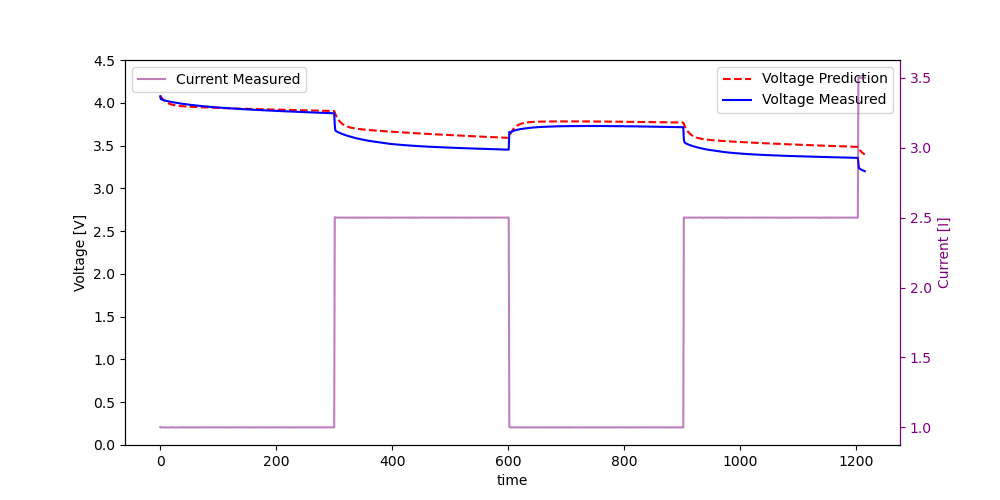 Current Measured
Voltage Prediction
Voltage Measured
Voltage [V]
4.5
4.0
3.5
3.0
2.5
2.0
1.5
1.0
0.5
0.0
3.5
3.0
2.5
2.0
1.5
1.0
Current [I]
0 200 400 600 800 1000 1200
time